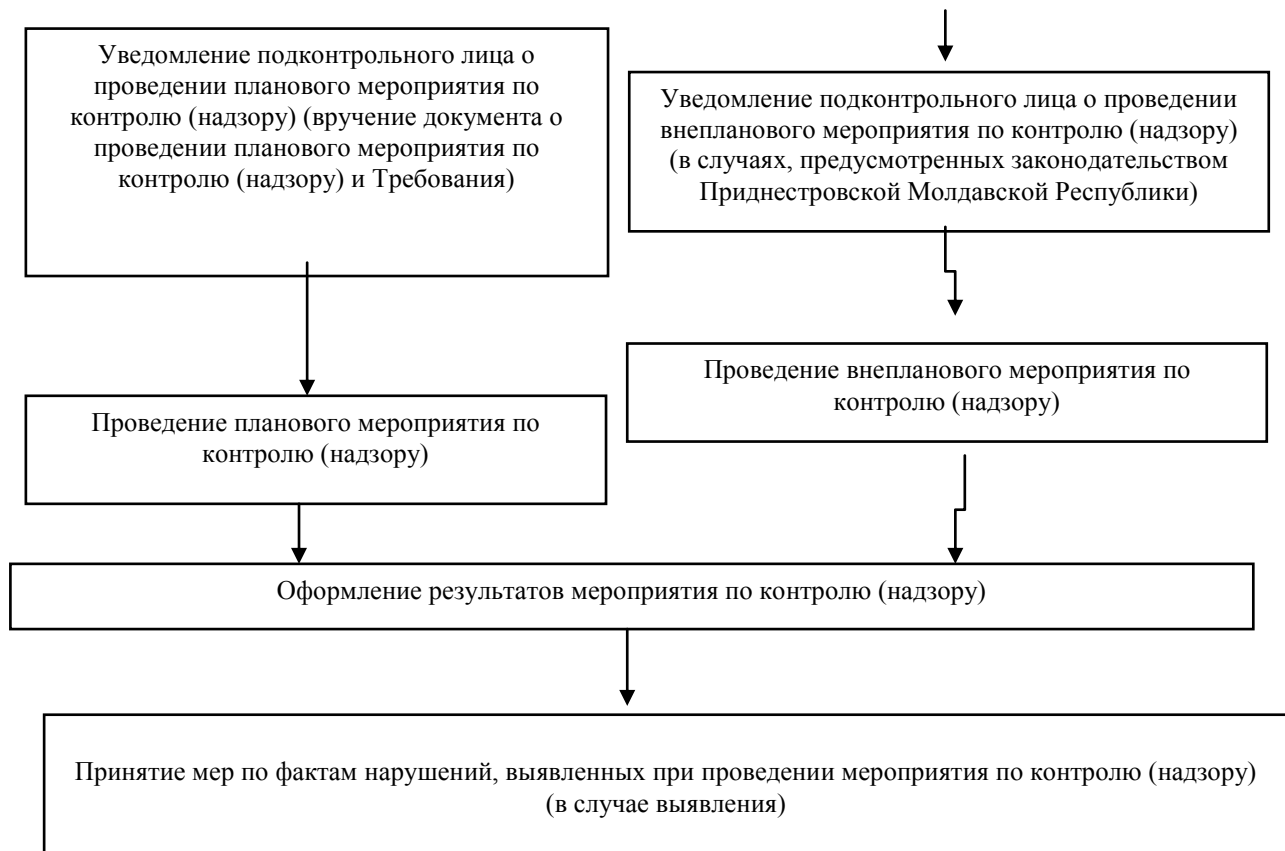 Уведомление подконтрольного лица о
проведении планового мероприятия по
контролю (надзору) (вручение документа о
проведении планового мероприятия по
контролю (надзору) и Требования)
Уведомление подконтрольного лица о проведении
внепланового мероприятия по контролю (надзору)
(в случаях, предусмотренных законодательством
Приднестровской Молдавской Республики)
Проведение внепланового мероприятия по
контролю (надзору)
Проведение планового мероприятия по
контролю (надзору)
Оформление результатов мероприятия по контролю (надзору)
Принятие мер по фактам нарушений, выявленных при проведении мероприятия по контролю (надзору)
(в случае выявления)